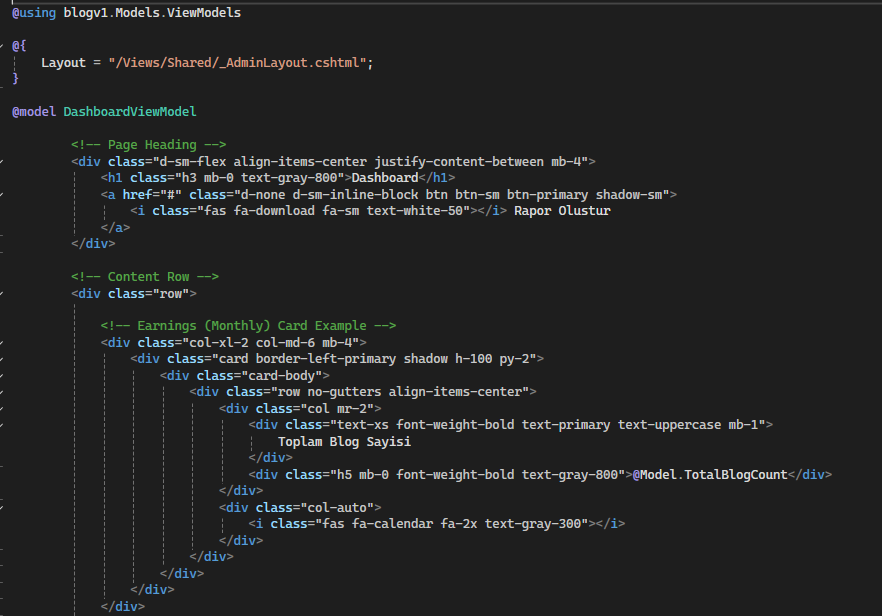 @using blogv1.Models.ViewModels
@{
Layout = "/Views/Shared/_AdminLayout.cshtml";
}
@model DashboardViewModel
<!-- Page Heading -->
<div class="d-sm-flex align-items-center justify-content-between mb-4">
<h1 class="h3 mb-0 text-gray-800">Dashboard</h1>
<a href="#" class="d-none d-sm-inline-block btn btn-sm btn-primary shadow-sm">
<i class="fas fa-download fa-sm text-white-50"></i> Rapor Olustur
</a>
</div>
<!-- Content Row -->
<div class="row">
<!-- Earnings (Monthly) Card Example -->
<div class="col-xl-2 col-md-6 mb-4">
<div class="card border-left-primary shadow h-100 py-2">
<div class="card-body">
<div class="row no-gutters align-items-center">
<div class="col mr-2">
<div class="text-xs font-weight-bold text-primary text-uppercase mb-1">
Toplam Blog Sayisi
</div>
<div class="h5 mb-0 font-weight-bold text-gray-800">@Model.TotalBlogCount</div>
</div>
<div class="col-auto">
<i class="fas fa-calendar fa-2x text-gray-300"></i>
</div>
</div>
</div>
</div>
</div>